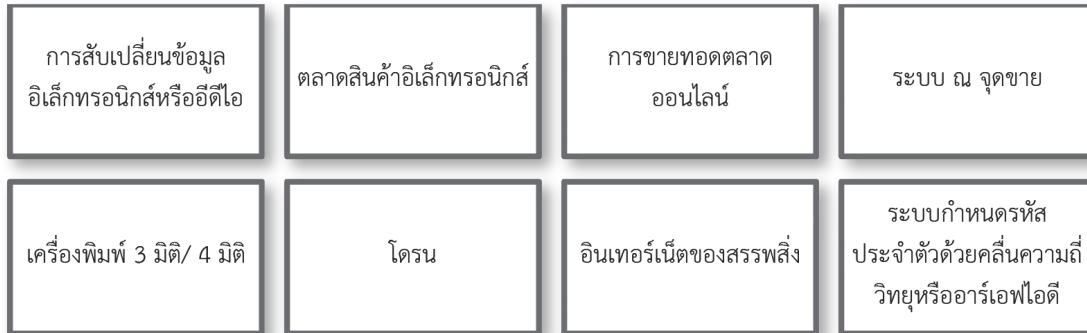 การสับเปลี่ยนข้อมูล
อิเล็กทรอนิกส์หรืออีดีไอ
ตลาดสินค้าอิเล็กทรอนิกส์
การขายทอดตลาด
ออนไลน์
ระบบ ณ จุดขาย
เครื่องพิมพ์ 3 มิติ/ 4 มิติ
โดรน
อินเทอร์เน็ตของสรรพสิ่ง
ระบบกำหนดรหัส
ประจำตัวด้วยคลื่นความถี่
วิทยุหรืออาร์เอฟไอดี